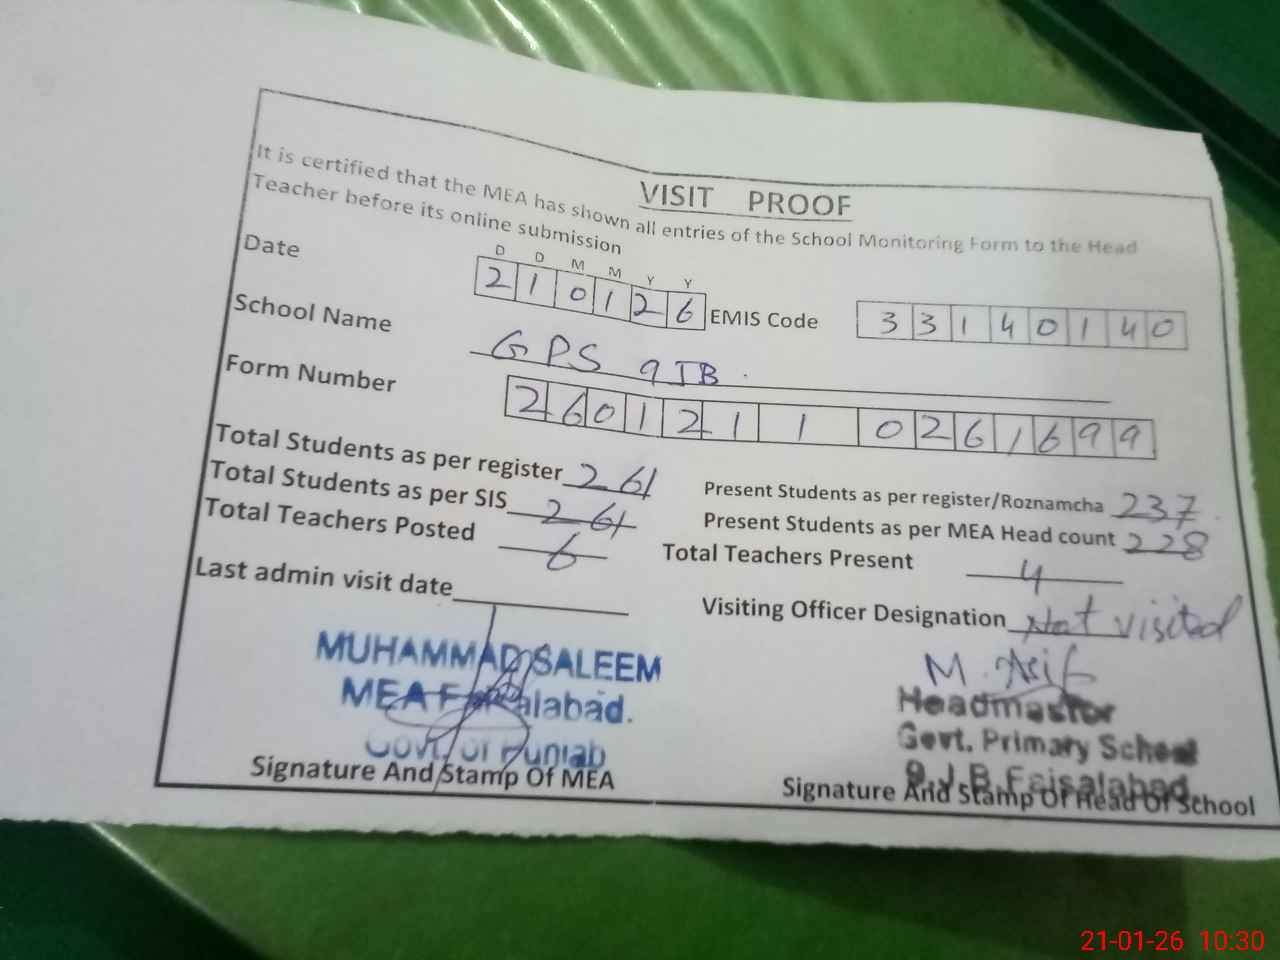 VISIT PROOF
It is certified that the MEA has shown all entries of the School Monitoring Form to the Head
Teacher before its online submission
D D M M Y Y
Date 2 1 0 1 2 6 EMIS Code 3 3 1 4 0 1 4 0
School Name GPS 9JB
Form Number 2 6 0 1 2 1 1 0 2 6 1 6 9 9
Total Students as per register 261 Present Students as per register/Roznamcha 237
Total Students as per SIS 261 Present Students as per MEA Head count 228
Total Teachers Posted 6 Total Teachers Present 4
Last admin visit date Visiting Officer Designation Not visited
MUHAMMAD SALEEM
MEA Faisalabad.
Govt. of Punjab
Signature And Stamp Of MEA
M. Asif
Headmaster
Govt. Primary School
9.J.B.Faisalabad
Signature And Stamp Of Head Of School
21-01-26 10:30